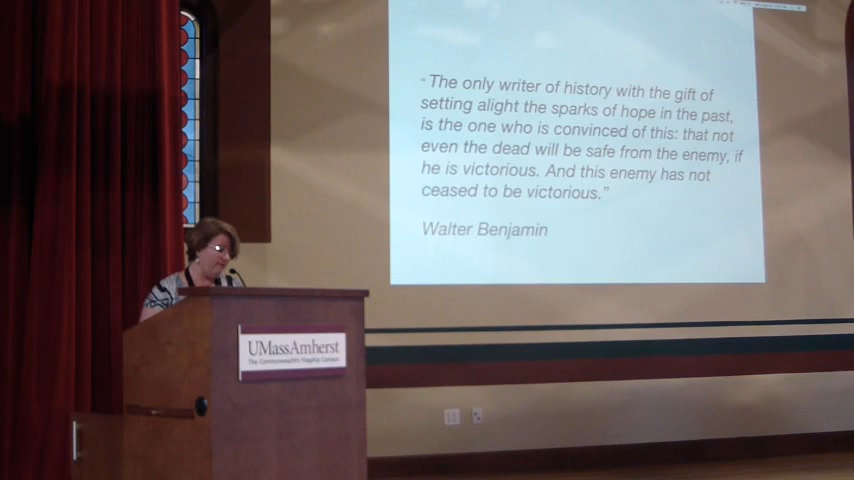 “The only writer of history with the gift of
setting alight the sparks of hope in the past,
is the one who is convinced of this: that not
even the dead will be safe from the enemy, if
he is victorious. And this enemy has not
ceased to be victorious.”
Walter Benjamin
UMassAmherst
The Commonwealth's Flagship Campus